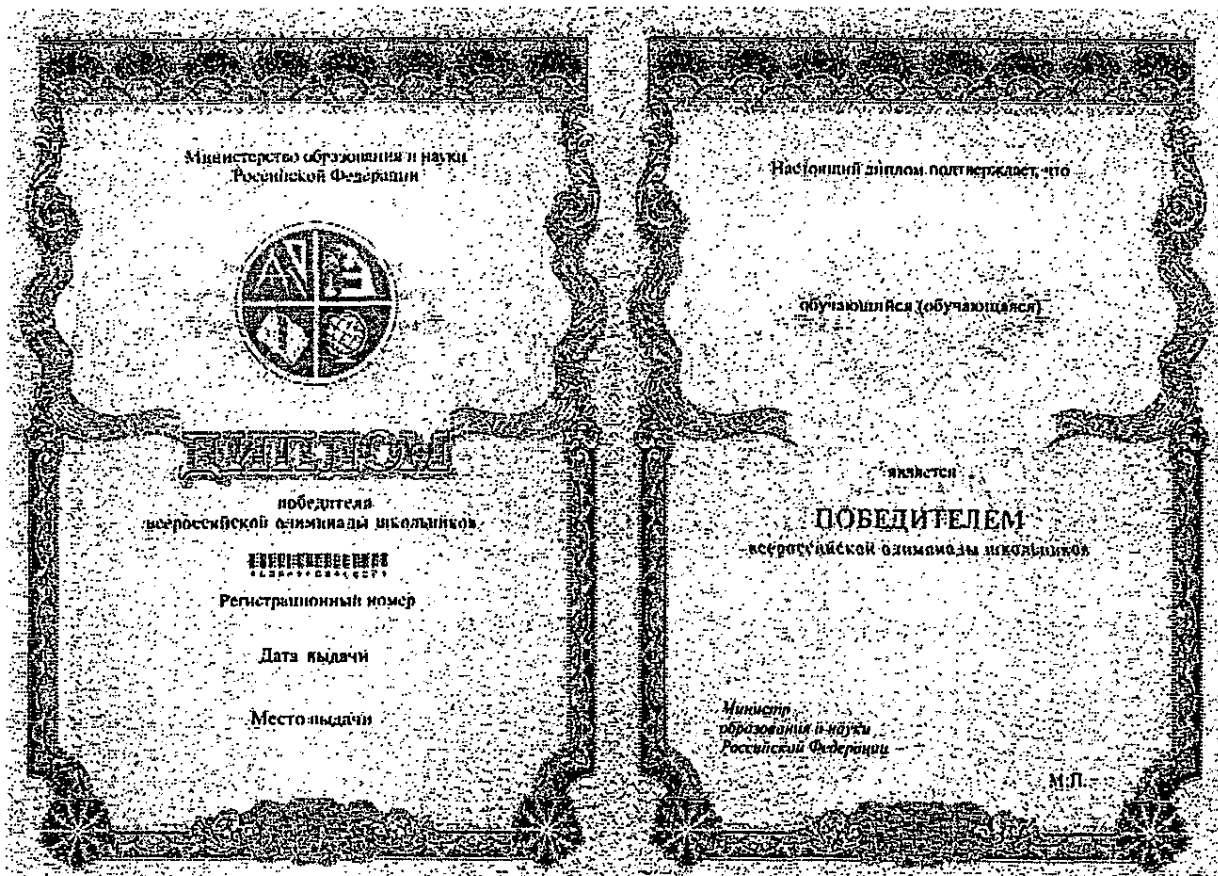 Министерство образования и науки
Российской Федерации
ДИПЛОМ
победителя
всероссийской олимпиады школьников
Регистрационный номер
Дата выдачи
Место выдачи
Настоящий диплом подтверждает, что
обучающийся (обучающаяся)
является
ПОБЕДИТЕЛЕМ
всероссийской олимпиады школьников
Министр
образования и науки
Российской Федерации
М.П.